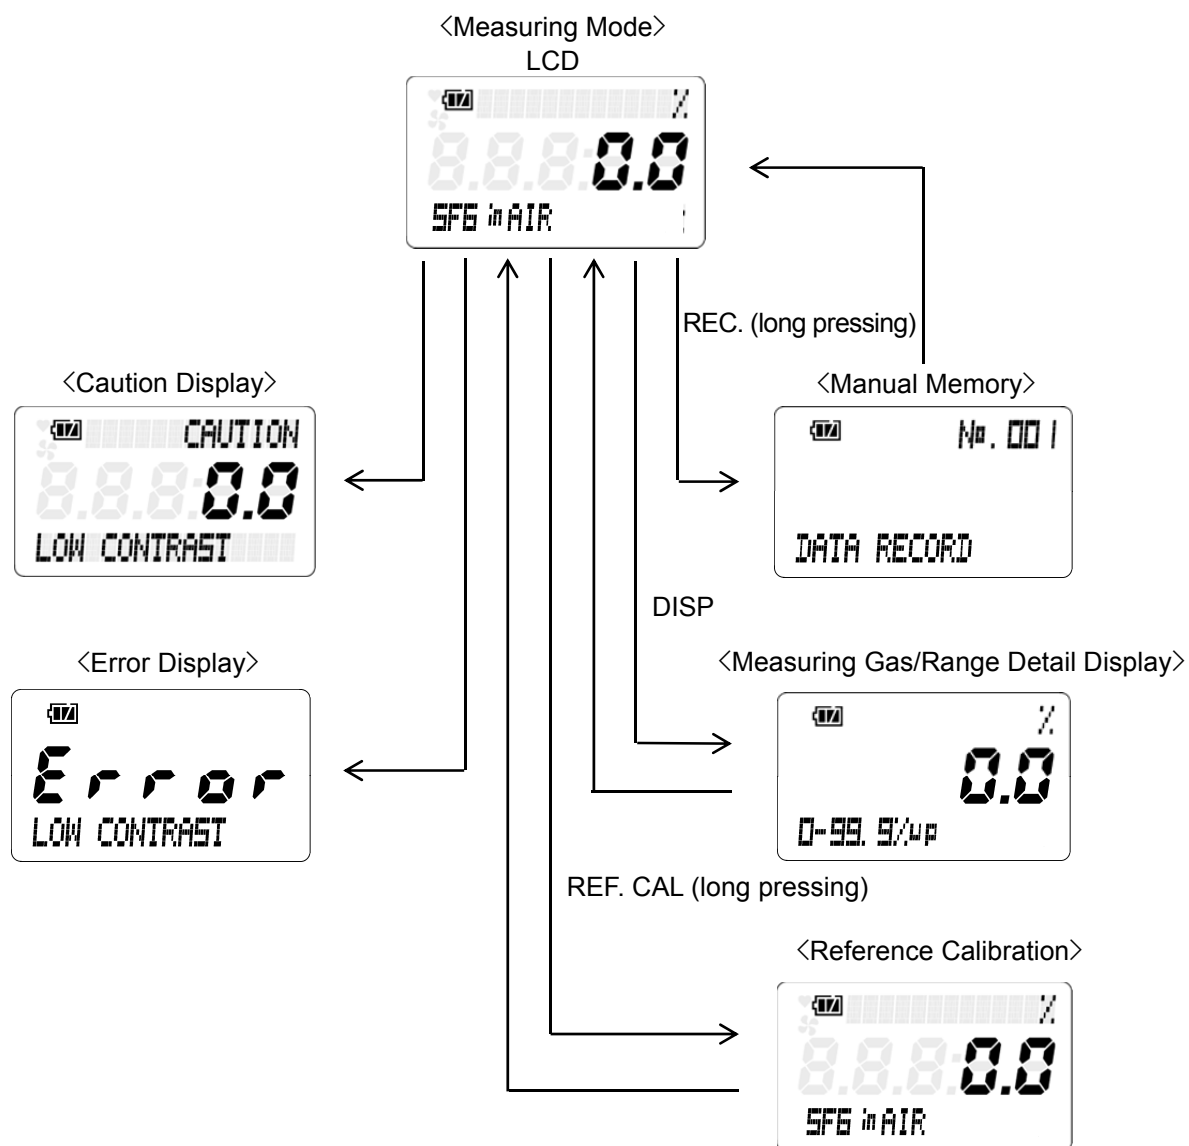 <Measuring Mode>
LCD
%
0.0
SF6 in AIR
REC. (long pressing)
<Caution Display>
CAUTION
0.0
LOW CONTRAST
<Manual Memory>
No. 001
DATA RECORD
DISP
<Error Display>
Error
LOW CONTRAST
<Measuring Gas/Range Detail Display>
%
0.0
0-99. 9%up
REF. CAL (long pressing)
<Reference Calibration>
%
0.0
SF6 in AIR